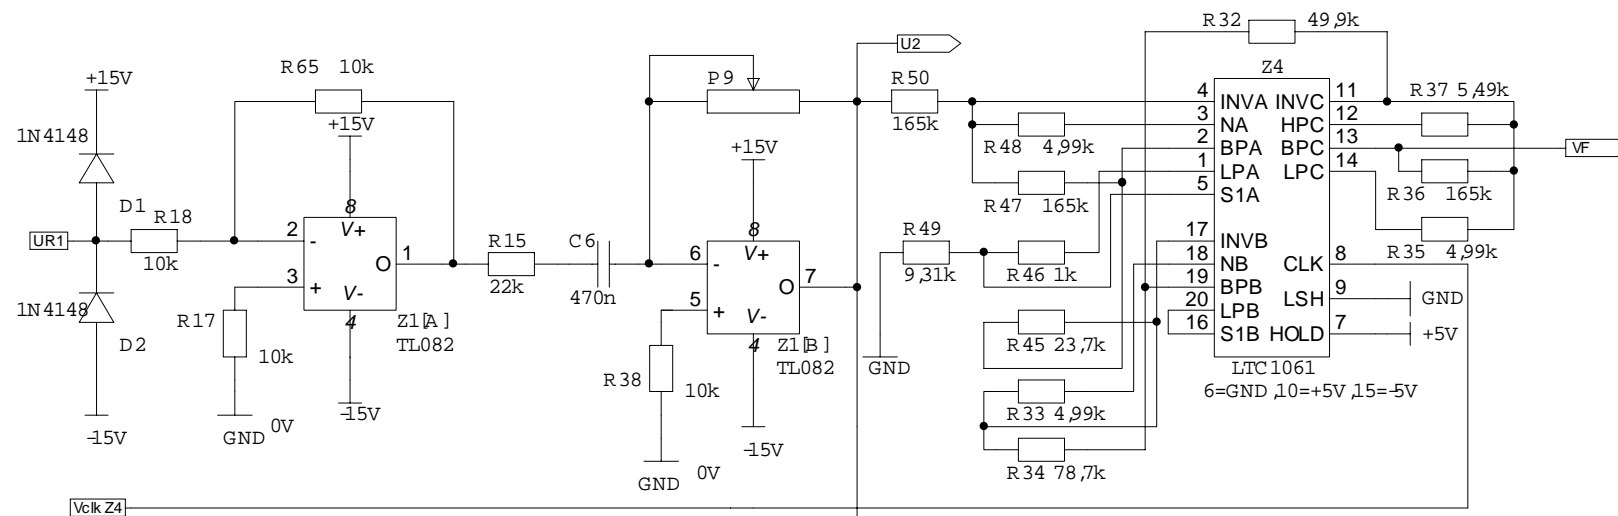 R32 49,9k
U2
R65 10k
P9
R50
Z4
+15V
4 INVA INVC 11
R37 5,49k
165k
3 NA HPC 12
1N4148
+15V
R48 4,99k
2 BPA BPC 13
VF
+15V
1 LPA LPC 14
R47 165k
5 S1A
R36 165k
D1
R18
8
V+
UR1
10k
2 -
O 1
3 +
V-
4
R15
22k
C6
470n
8
V+
6 -
O 7
5 +
V-
4
R49
9,31k
R46 1k
17 INVB
18 NB CLK 8
R35 4,99k
19 BPB
LSH 9
GND
20 LPB
16 S1B HOLD 7
+5V
1N4148
R17
10k
Z1[A]
TL082
D2
R45 23,7k
Z1[B]
TL082
GND
LTC1061
6=GND,10=+5V,15=-5V
R38
10k
R33 4,99k
-15V
GND 0V
-15V
-15V
R34 78,7k
GND 0V
Vclk Z4